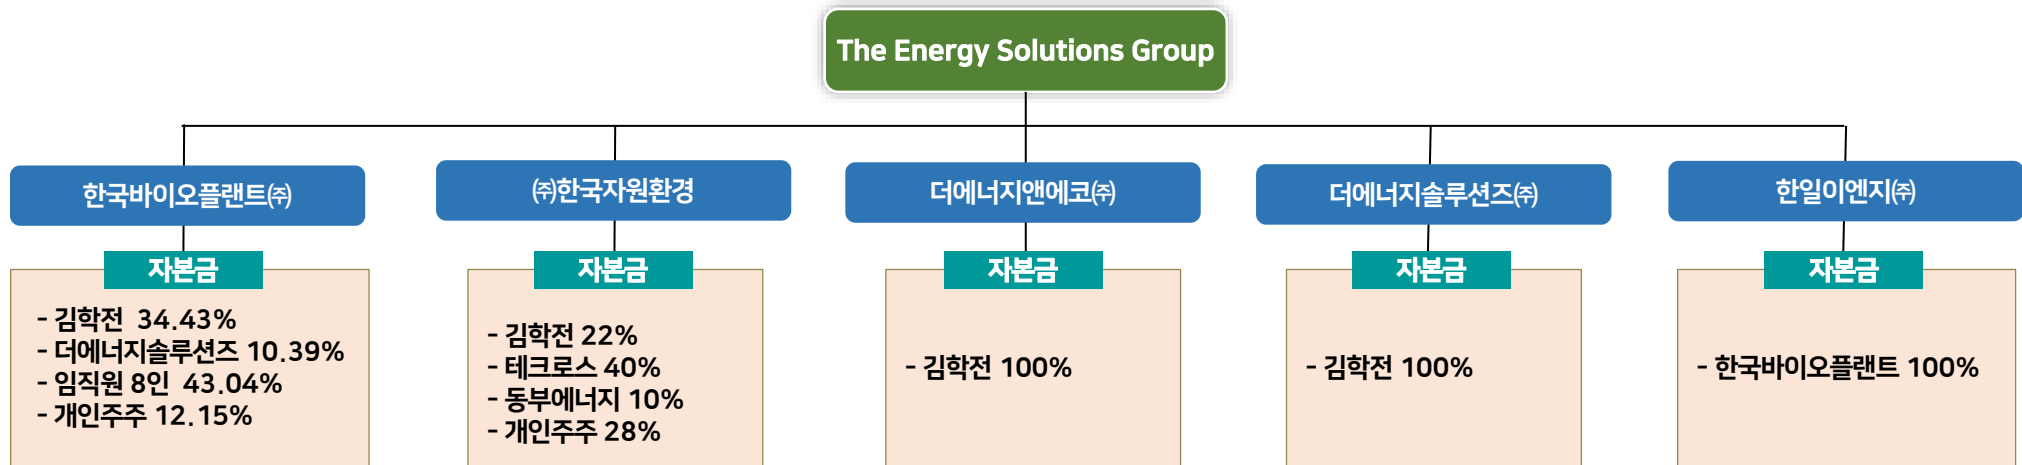 The Energy Solutions Group
한국바이오플랜트㈜
㈜한국자원환경
더에너지앤에코㈜
더에너지솔루션즈㈜
한일이엔지㈜
자본금
자본금
자본금
자본금
자본금
- 김학전  34.43%
- 더에너지솔루션즈 10.39%
- 임직원 8인  43.04%
- 개인주주 12.15%
- 김학전 22%
- 테크로스 40%
- 동부에너지 10%
- 개인주주 28%
- 김학전 100%
- 김학전 100%
- 한국바이오플랜트 100%